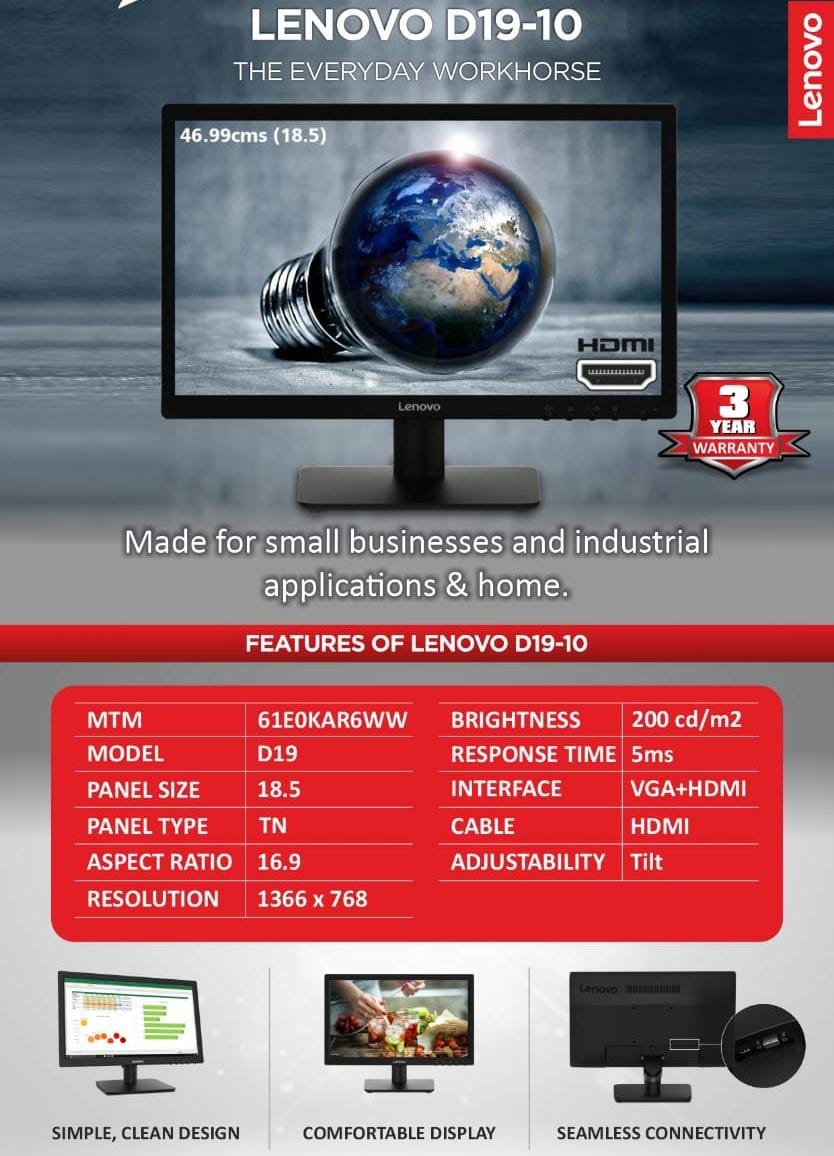 LENOVO D19-10
THE EVERYDAY WORKHORSE
Lenovo
46.99cms (18.5)
HDMI
Lenovo
3
YEAR
WARRANTY
Made for small businesses and industrial
applications & home.
FEATURES OF LENOVO D19-10
MTM 61E0KAR6WW
MODEL D19
PANEL SIZE 18.5
PANEL TYPE TN
ASPECT RATIO 16.9
RESOLUTION 1366 x 768
BRIGHTNESS 200 cd/m2
RESPONSE TIME 5ms
INTERFACE VGA+HDMI
CABLE HDMI
ADJUSTABILITY Tilt
Lenovo
SIMPLE, CLEAN DESIGN
COMFORTABLE DISPLAY
SEAMLESS CONNECTIVITY